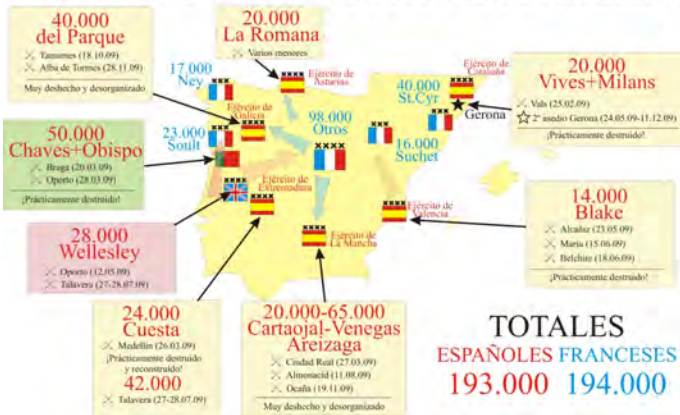 40.000
del Parque
Tamames (18.10.09)
Alba de Tormes (28.11.09)
Muy deshecho y desorganizado
20.000
La Romana
Varios menores
17.000
Ney
Ejército de
Asturias
Ejército de
Galicia
23.000
Soult
98.000
Otros
40.000
St.Cyr
Ejército de
Cataluña
Gerona
16.000
Suchet
20.000
Vives+Milans
Vals (25.02.09)
2º asedio Gerona (24.05.09-11.12.09)
¡Prácticamente destruido!
50.000
Chaves+Obispo
Braga (20.03.09)
Oporto (28.03.09)
¡Prácticamente destruido!
Ejército de
Extremadura
Ejército de
La Mancha
Ejército de
Valencia
28.000
Wellesley
Oporto (12.05.09)
Talavera (27-28.07.09)
14.000
Blake
Alcañiz (23.05.09)
María (15.06.09)
Belchite (18.06.09)
¡Prácticamente destruido!
24.000
Cuesta
Medellín (26.03.09)
¡Prácticamente destruido
y reconstruido!
42.000
Talavera (27-28.07.09)
20.000-65.000
Cartaojal-Venegas
Areizaga
Ciudad Real (27.03.09)
Almonacid (11.08.09)
Ocaña (19.11.09)
Muy deshecho y desorganizado
TOTALES
ESPAÑOLES FRANCESES
193.000 194.000